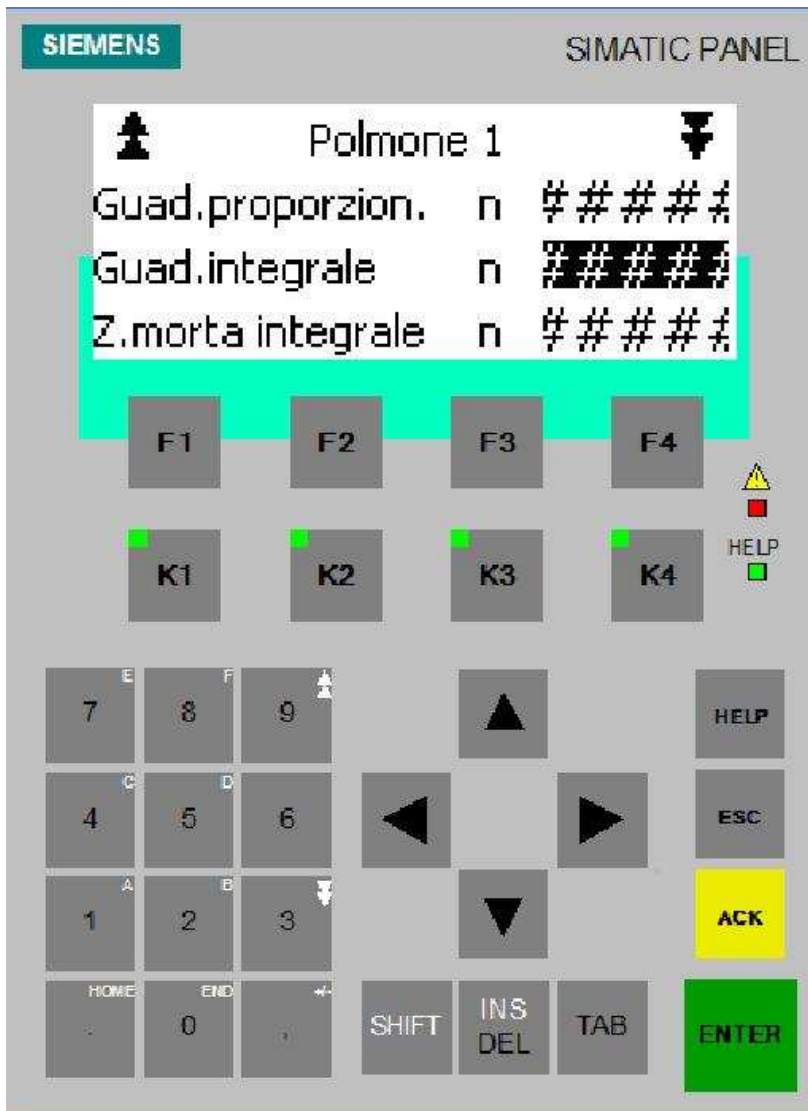 SIEMENS SIMATIC PANEL
Polmone 1
Guad.proporzion. n #####
Guad.integrale n #####
Z.morta integrale n #####
F1 F2 F3 F4
HELP
K1 K2 K3 K4
E F
7 8 9 HELP
C D
4 5 6 ESC
A B
1 2 3 ACK
HOME END +/-
. 0 , SHIFT INS DEL TAB ENTER